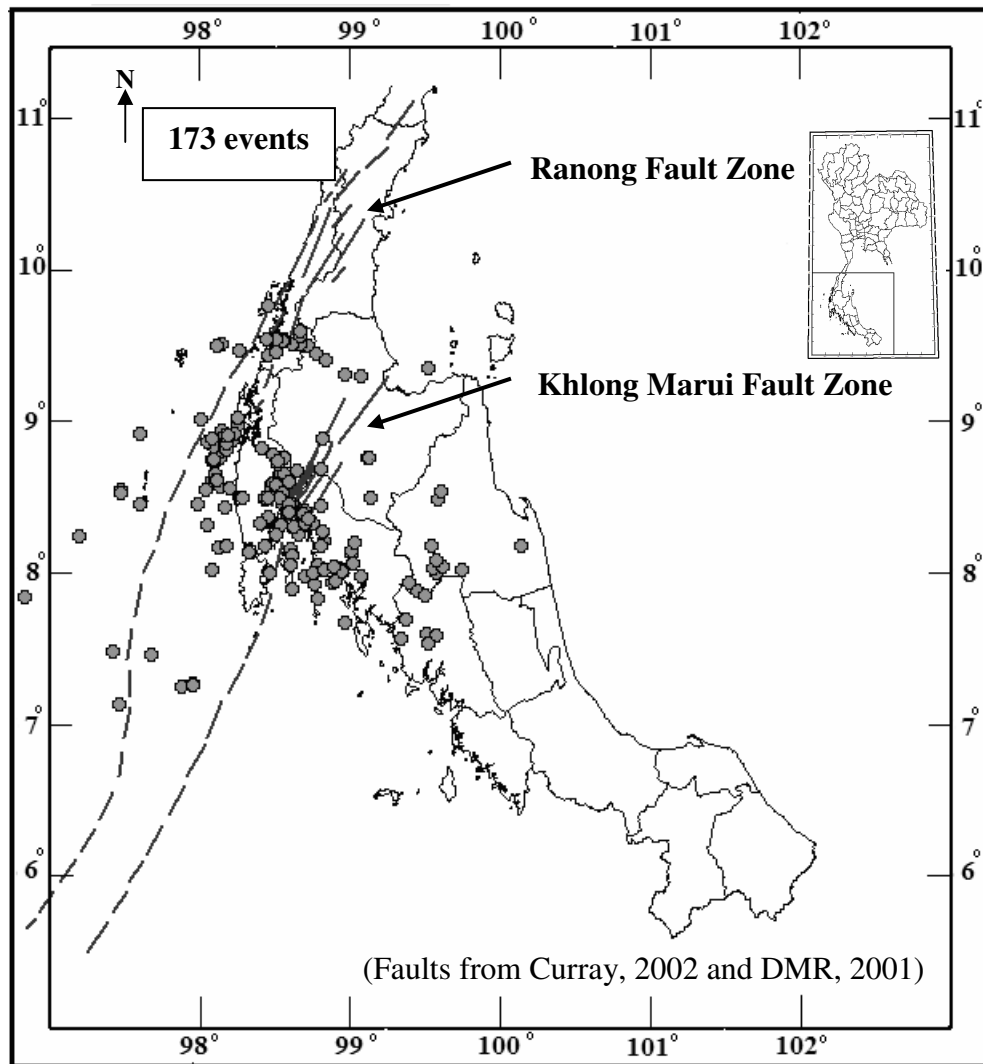 98° 99° 100° 101° 102°
N
11° 11°
173 events
Ranong Fault Zone
10° 10°
Khlong Marui Fault Zone
9° 9°
8° 8°
7° 7°
6° 6°
(Faults from Curray, 2002 and DMR, 2001)
98° 99° 100° 101° 102°